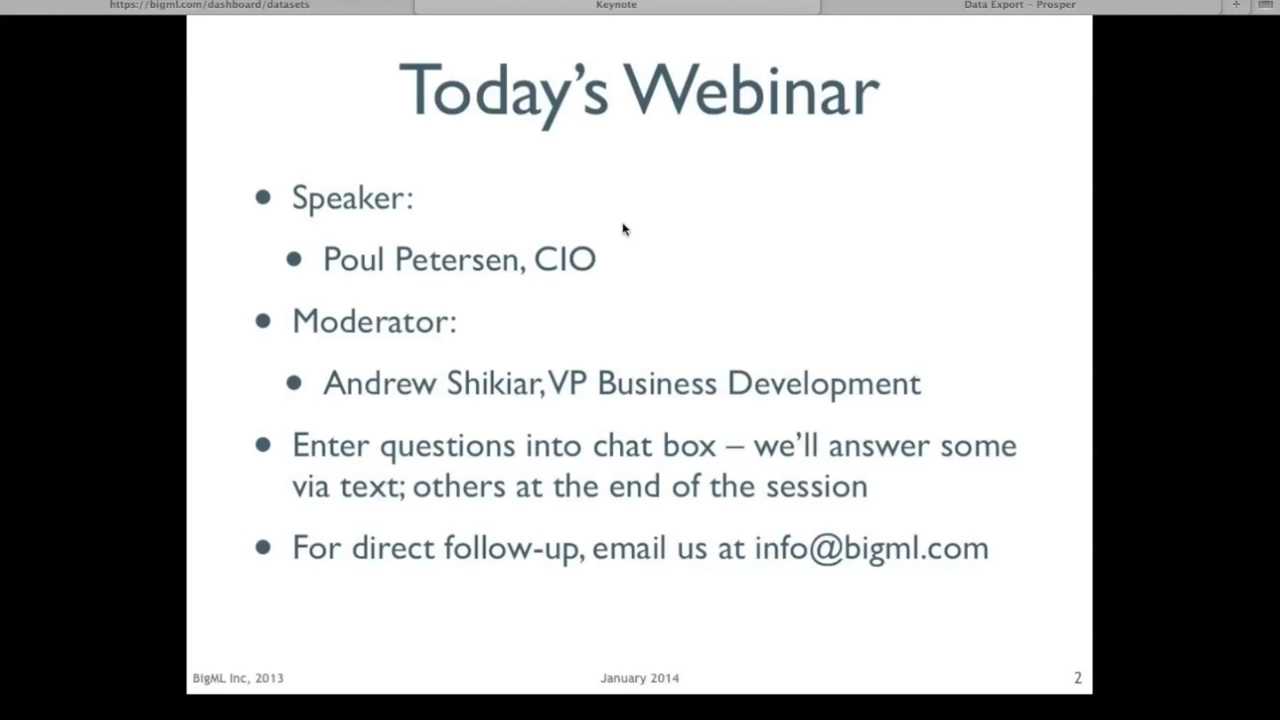 https://bigml.com/dashboard/datasets
Keynote
Data Export – Prosper
Today's Webinar
• Speaker:
• Poul Petersen, CIO
• Moderator:
• Andrew Shikiar, VP Business Development
• Enter questions into chat box – we'll answer some
via text; others at the end of the session
• For direct follow-up, email us at info@bigml.com
BigML Inc, 2013
January 2014
2